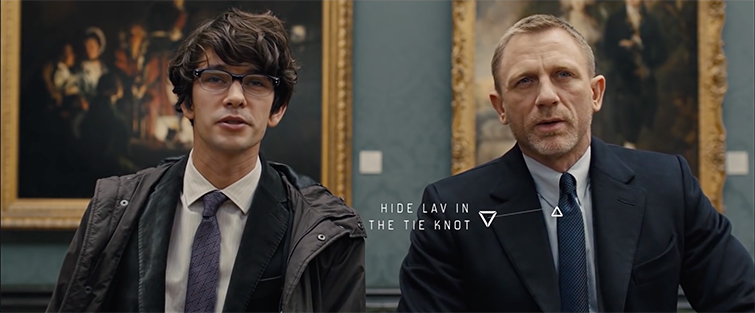 HIDE LAV IN
THE TIE KNOT